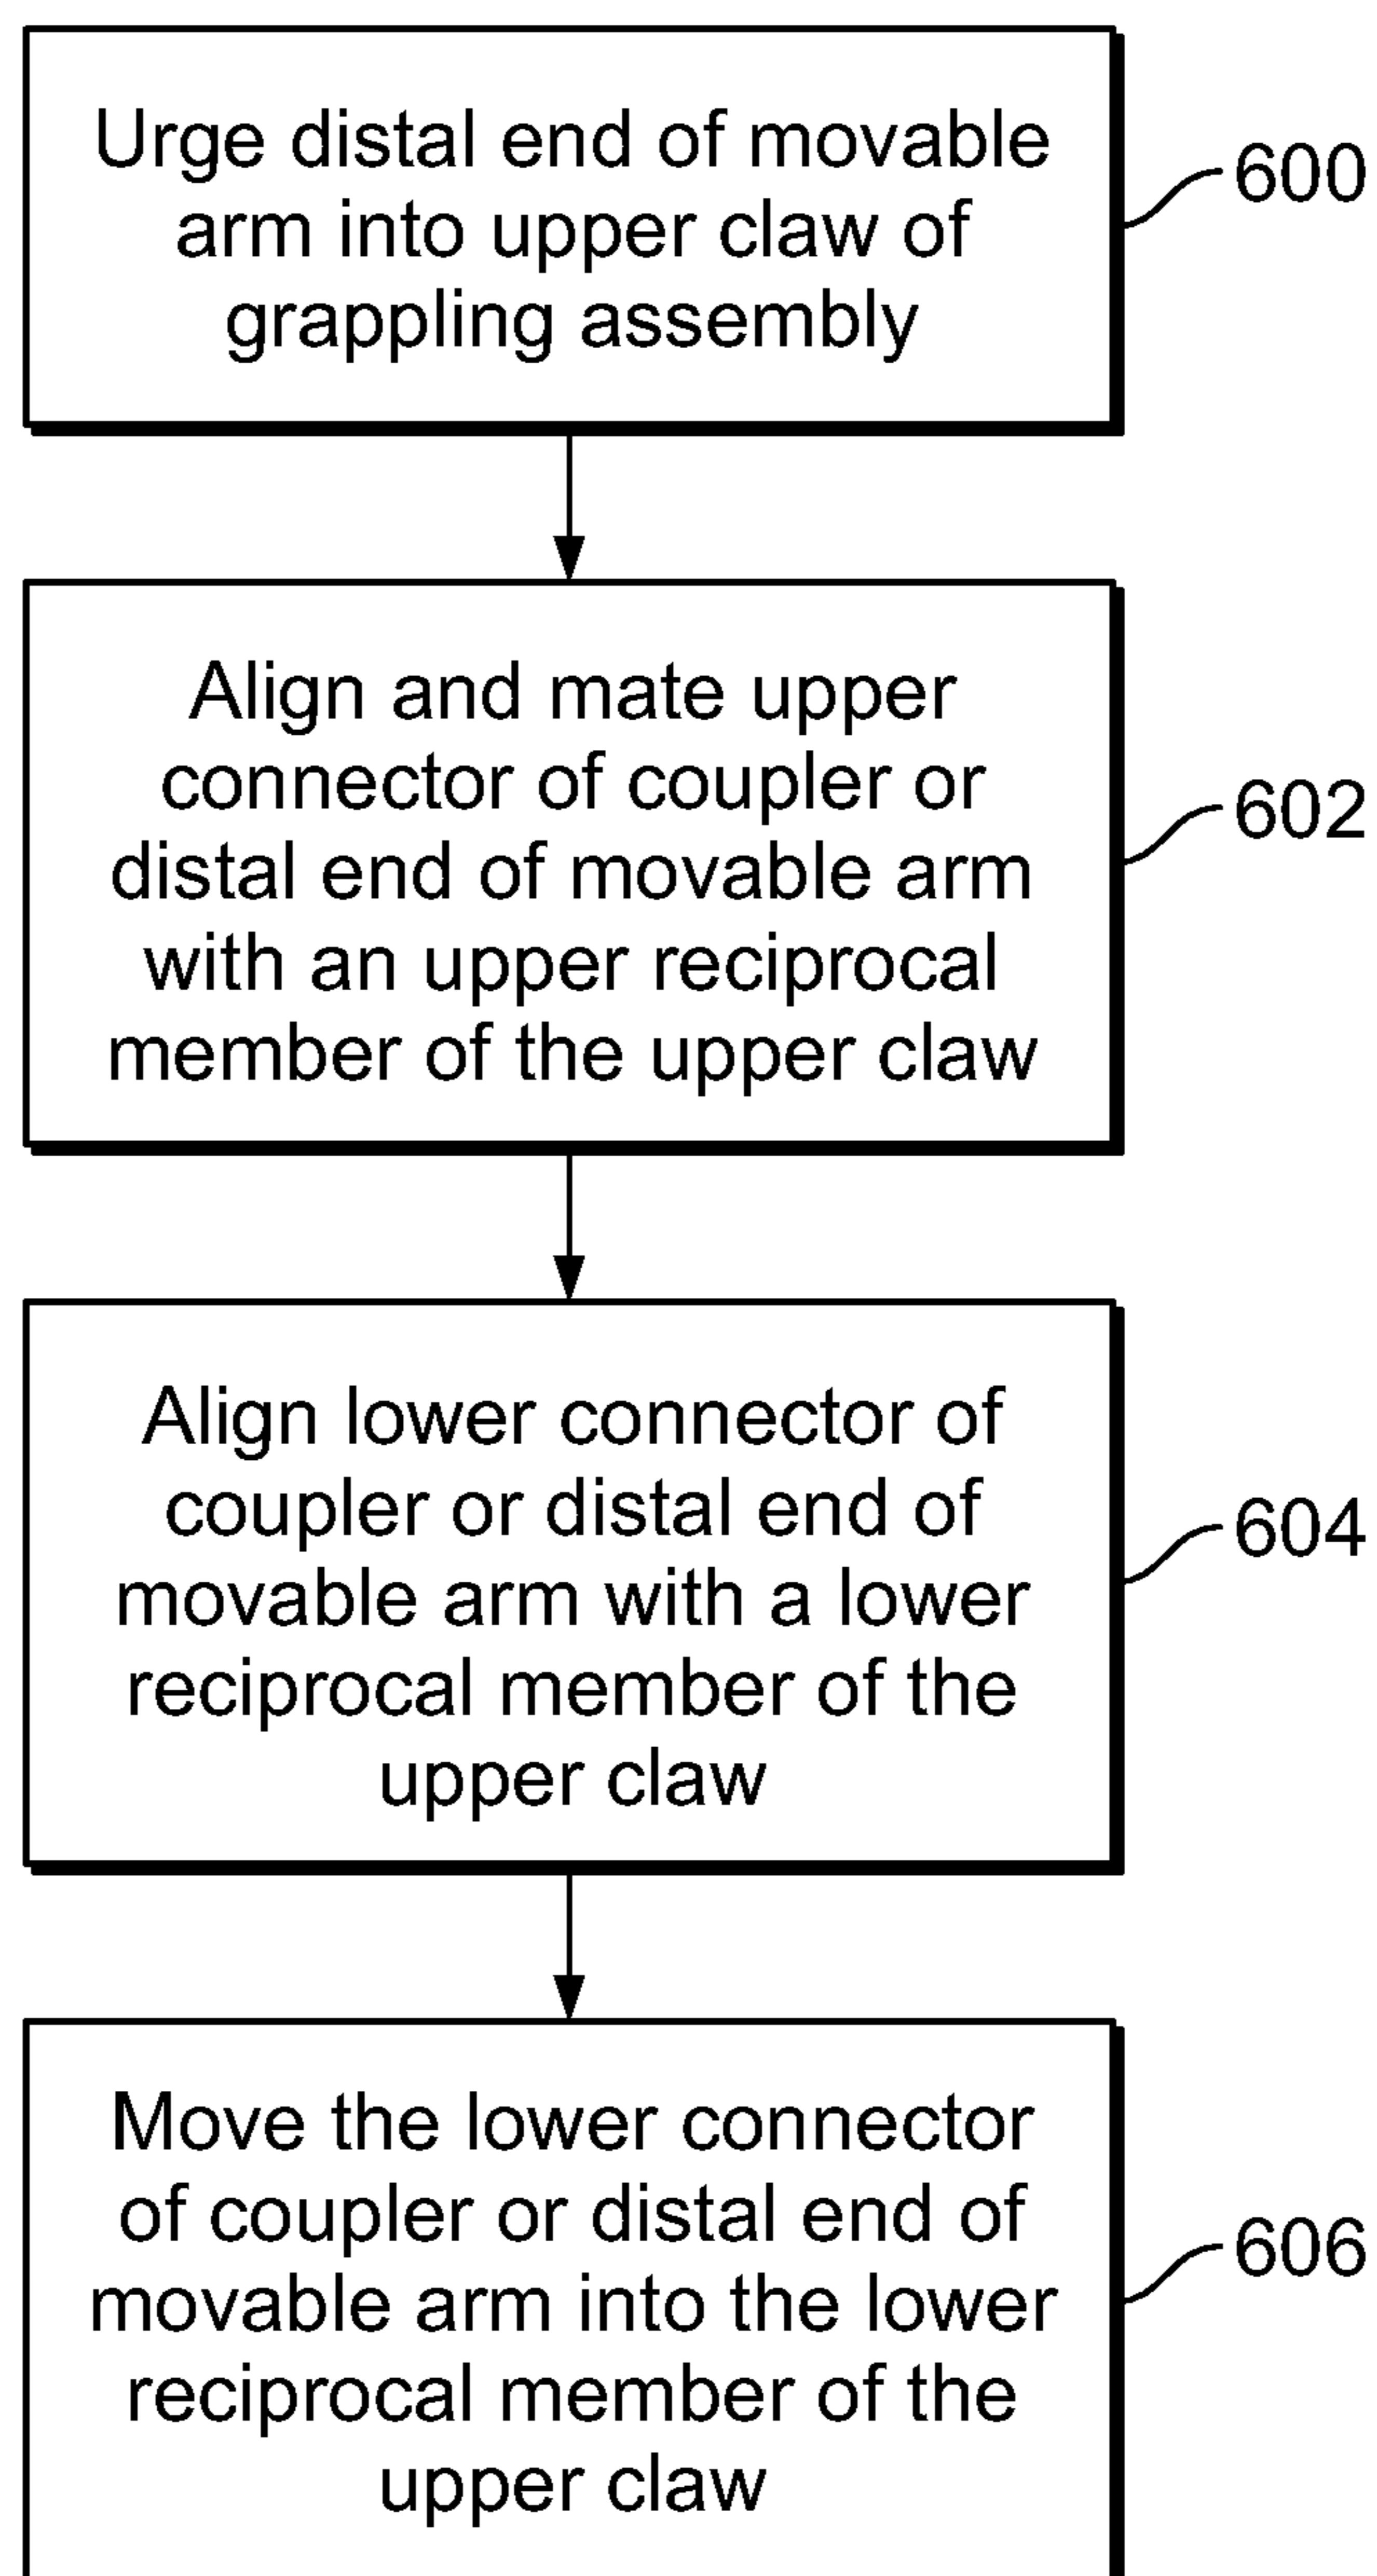 Urge distal end of movable
arm into upper claw of
grappling assembly
600
Align and mate upper
connector of coupler or
distal end of movable arm
with an upper reciprocal
member of the upper claw
602
Align lower connector of
coupler or distal end of
movable arm with a lower
reciprocal member of the
upper claw
604
Move the lower connector
of coupler or distal end of
movable arm into the lower
reciprocal member of the
upper claw
606